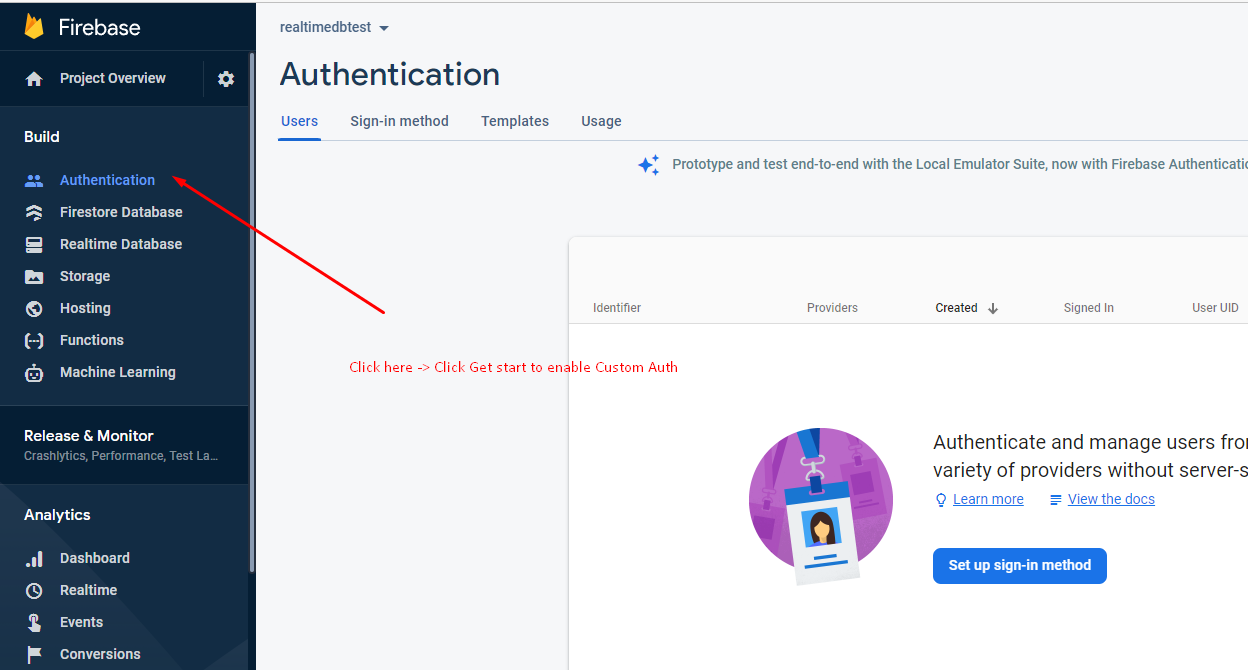 Firebase
Project Overview
Build
Authentication
Firestore Database
Realtime Database
Storage
Hosting
Functions
Machine Learning
Release & Monitor
Crashlytics, Performance, Test La...
Analytics
Dashboard
Realtime
Events
Conversions
realtimedbtest
Authentication
Users Sign-in method Templates Usage
Prototype and test end-to-end with the Local Emulator Suite, now with Firebase Authenticatio
Identifier Providers Created Signed In User UID
Click here -> Click Get start to enable Custom Auth
Authenticate and manage users from
variety of providers without server-s
Learn more View the docs
Set up sign-in method